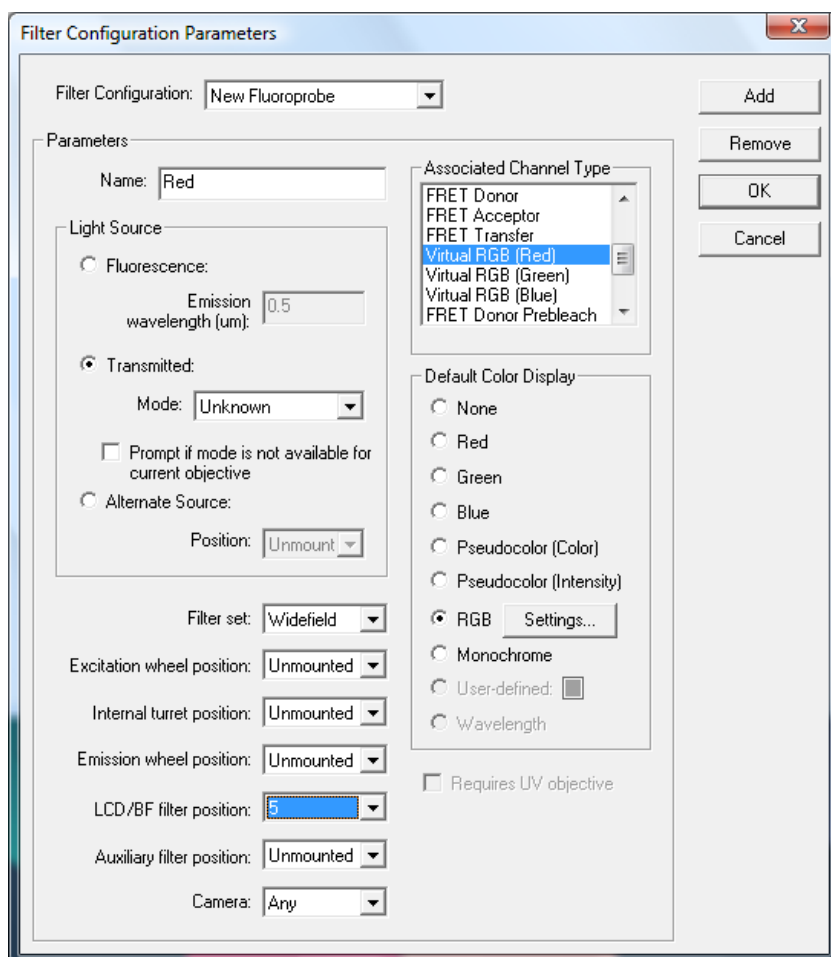 Filter Configuration Parameters
Filter Configuration: New Fluoroprobe
Add
Remove
OK
Cancel
Parameters
Name: Red
Light Source
Fluorescence:
Emission
wavelength (um): 0.5
Transmitted:
Mode: Unknown
Prompt if mode is not available for
current objective
Alternate Source:
Position: Unmount
Filter set: Widefield
Excitation wheel position: Unmounted
Internal turret position: Unmounted
Emission wheel position: Unmounted
LCD/BF filter position: 5
Auxiliary filter position: Unmounted
Camera: Any
Associated Channel Type
FRET Donor
FRET Acceptor
FRET Transfer
Virtual RGB (Red)
Virtual RGB (Green)
Virtual RGB (Blue)
FRET Donor Prebleach
Default Color Display
None
Red
Green
Blue
Pseudocolor (Color)
Pseudocolor (Intensity)
RGB Settings...
Monochrome
User-defined:
Wavelength
Requires UV objective